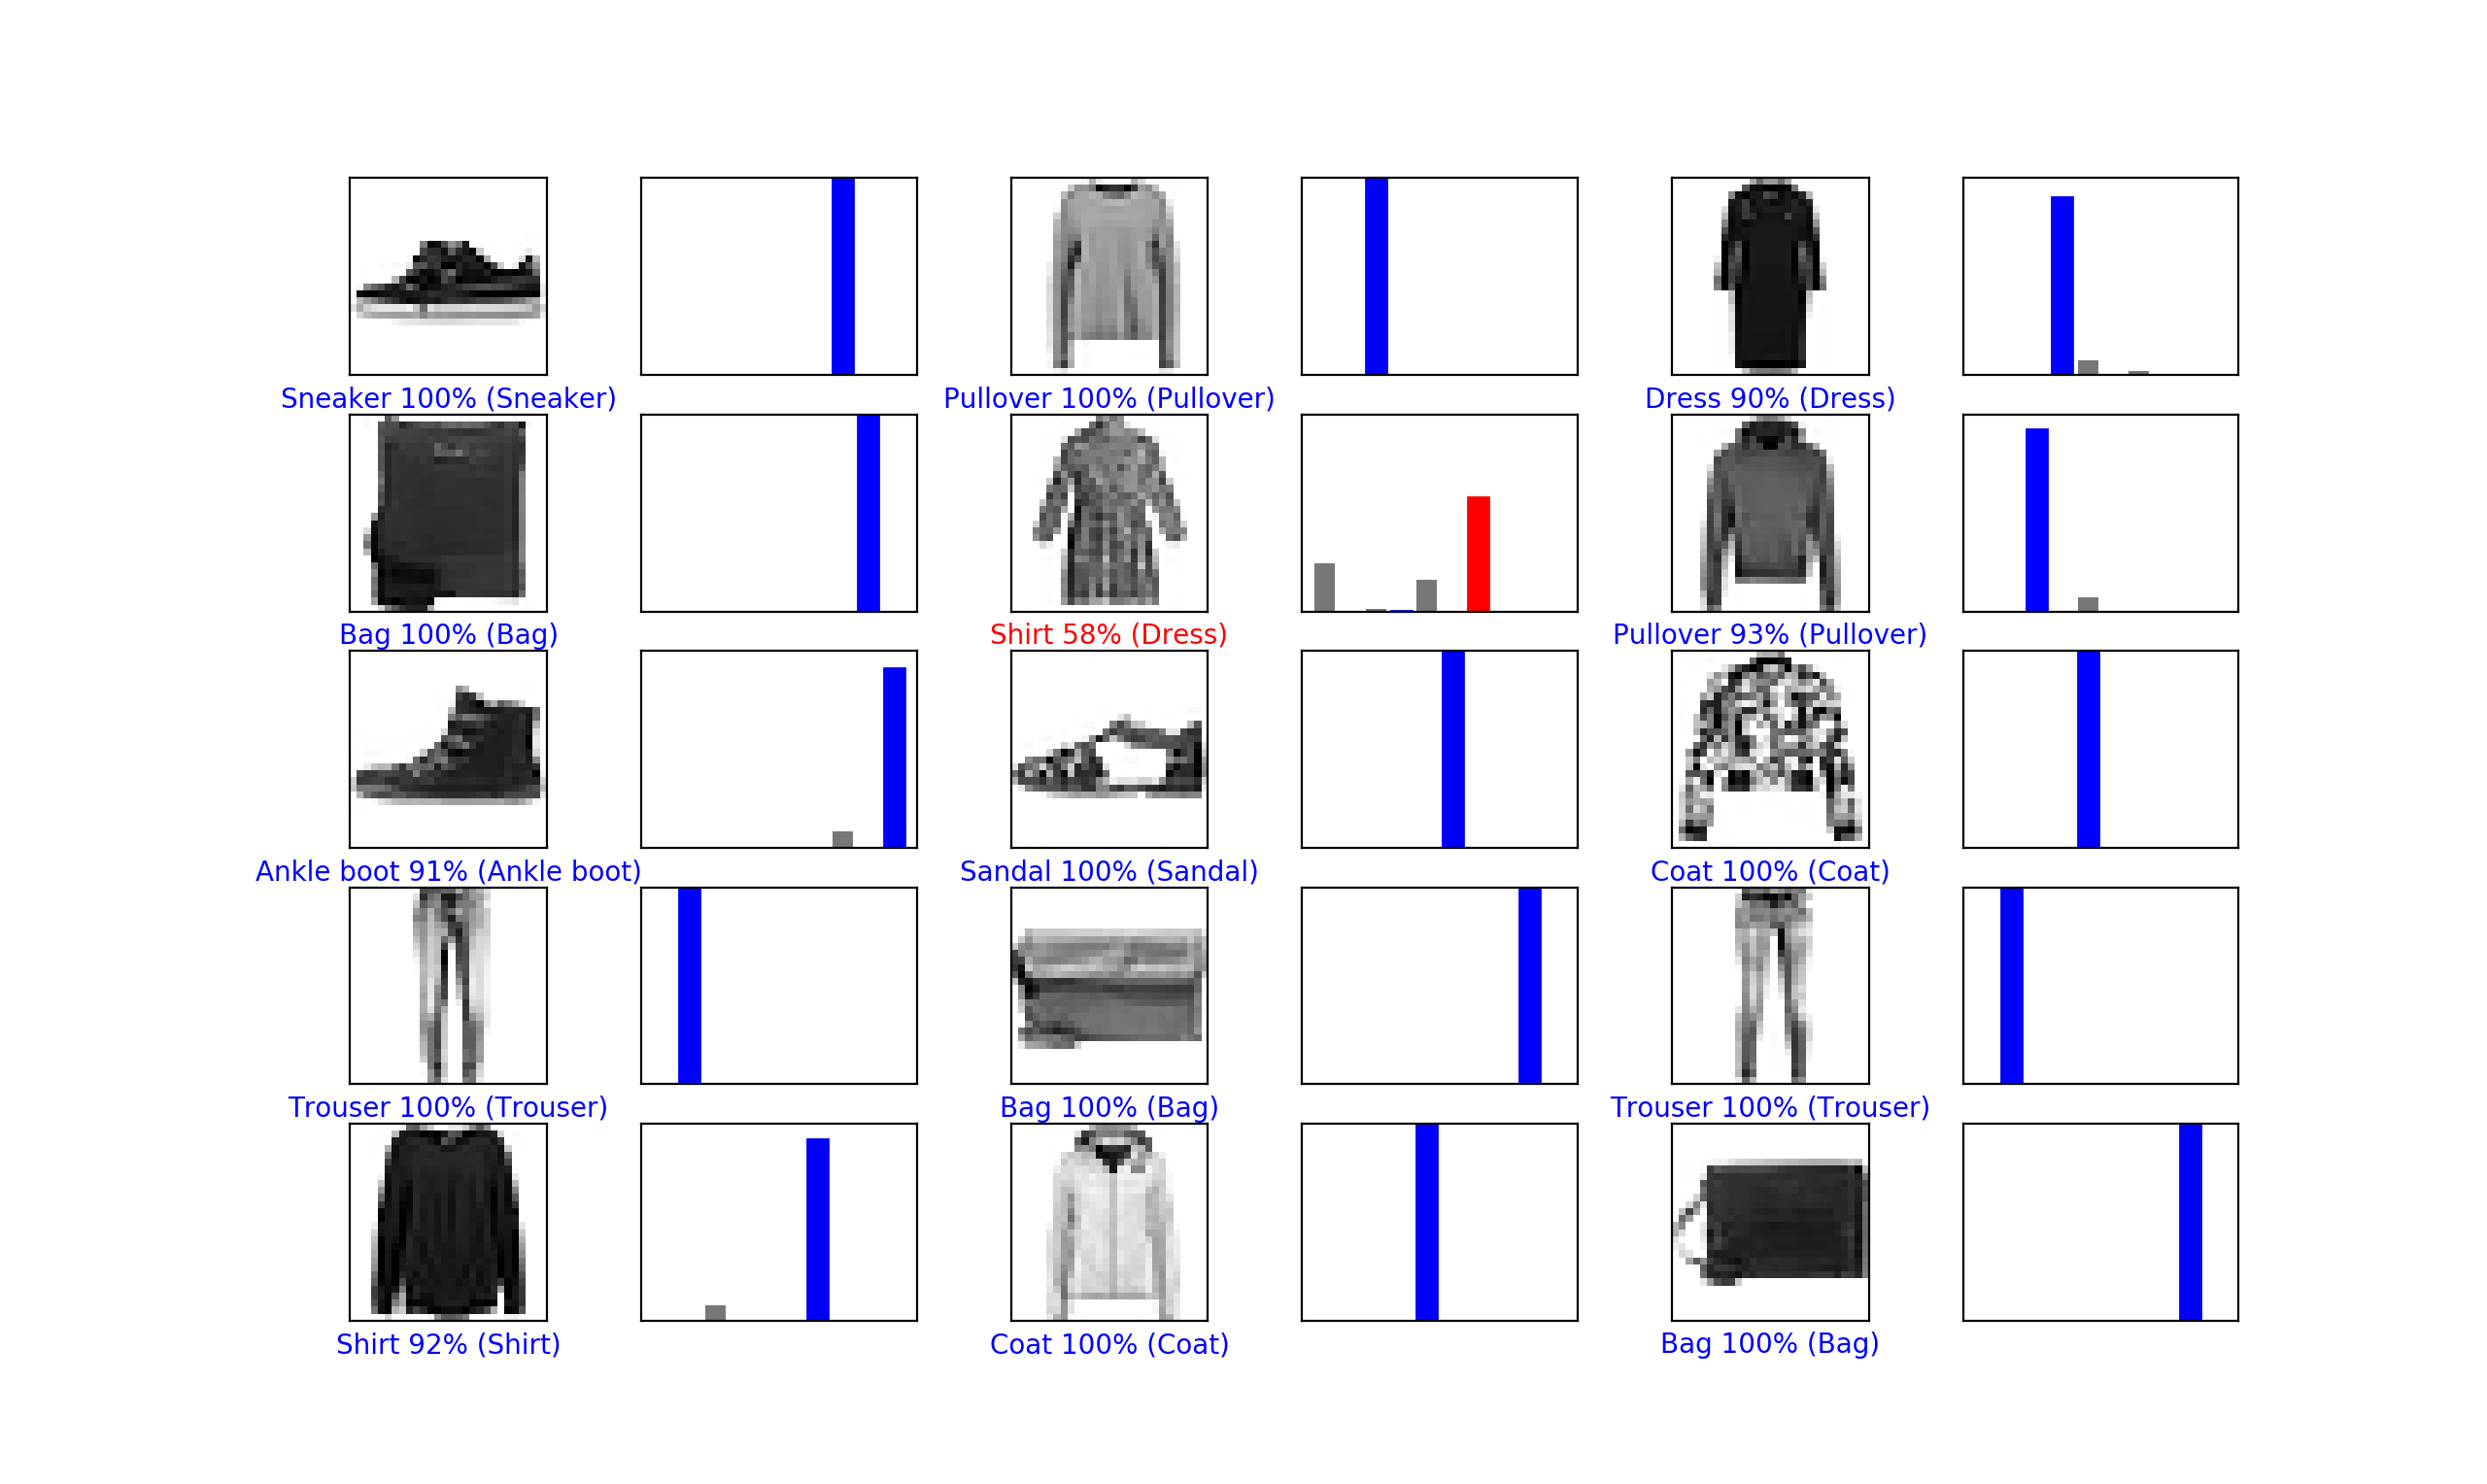 Sneaker 100% (Sneaker)
Pullover 100% (Pullover)
Dress 90% (Dress)
Bag 100% (Bag)
Shirt 58% (Dress)
Pullover 93% (Pullover)
Ankle boot 91% (Ankle boot)
Sandal 100% (Sandal)
Coat 100% (Coat)
Trouser 100% (Trouser)
Bag 100% (Bag)
Trouser 100% (Trouser)
Shirt 92% (Shirt)
Coat 100% (Coat)
Bag 100% (Bag)